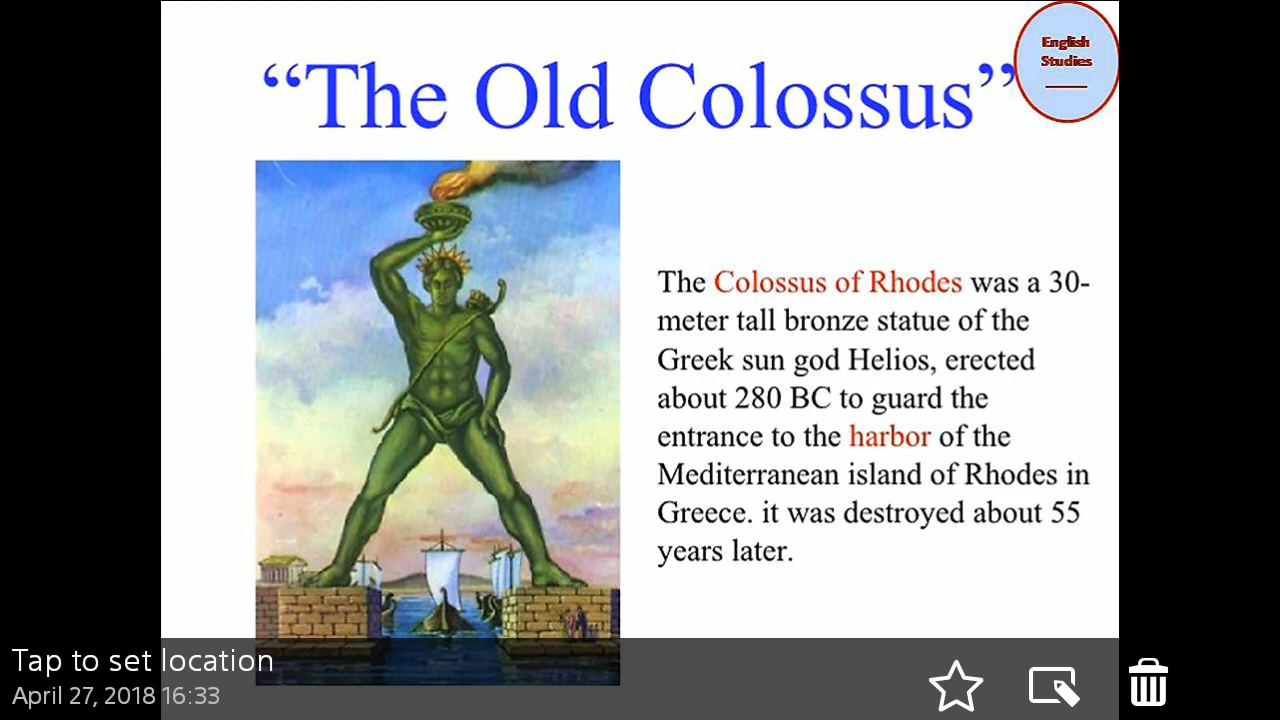 English
Studies
“The Old Colossus”
The Colossus of Rhodes was a 30-
meter tall bronze statue of the
Greek sun god Helios, erected
about 280 BC to guard the
entrance to the harbor of the
Mediterranean island of Rhodes in
Greece. it was destroyed about 55
years later.
Tap to set location
April 27, 2018 16:33